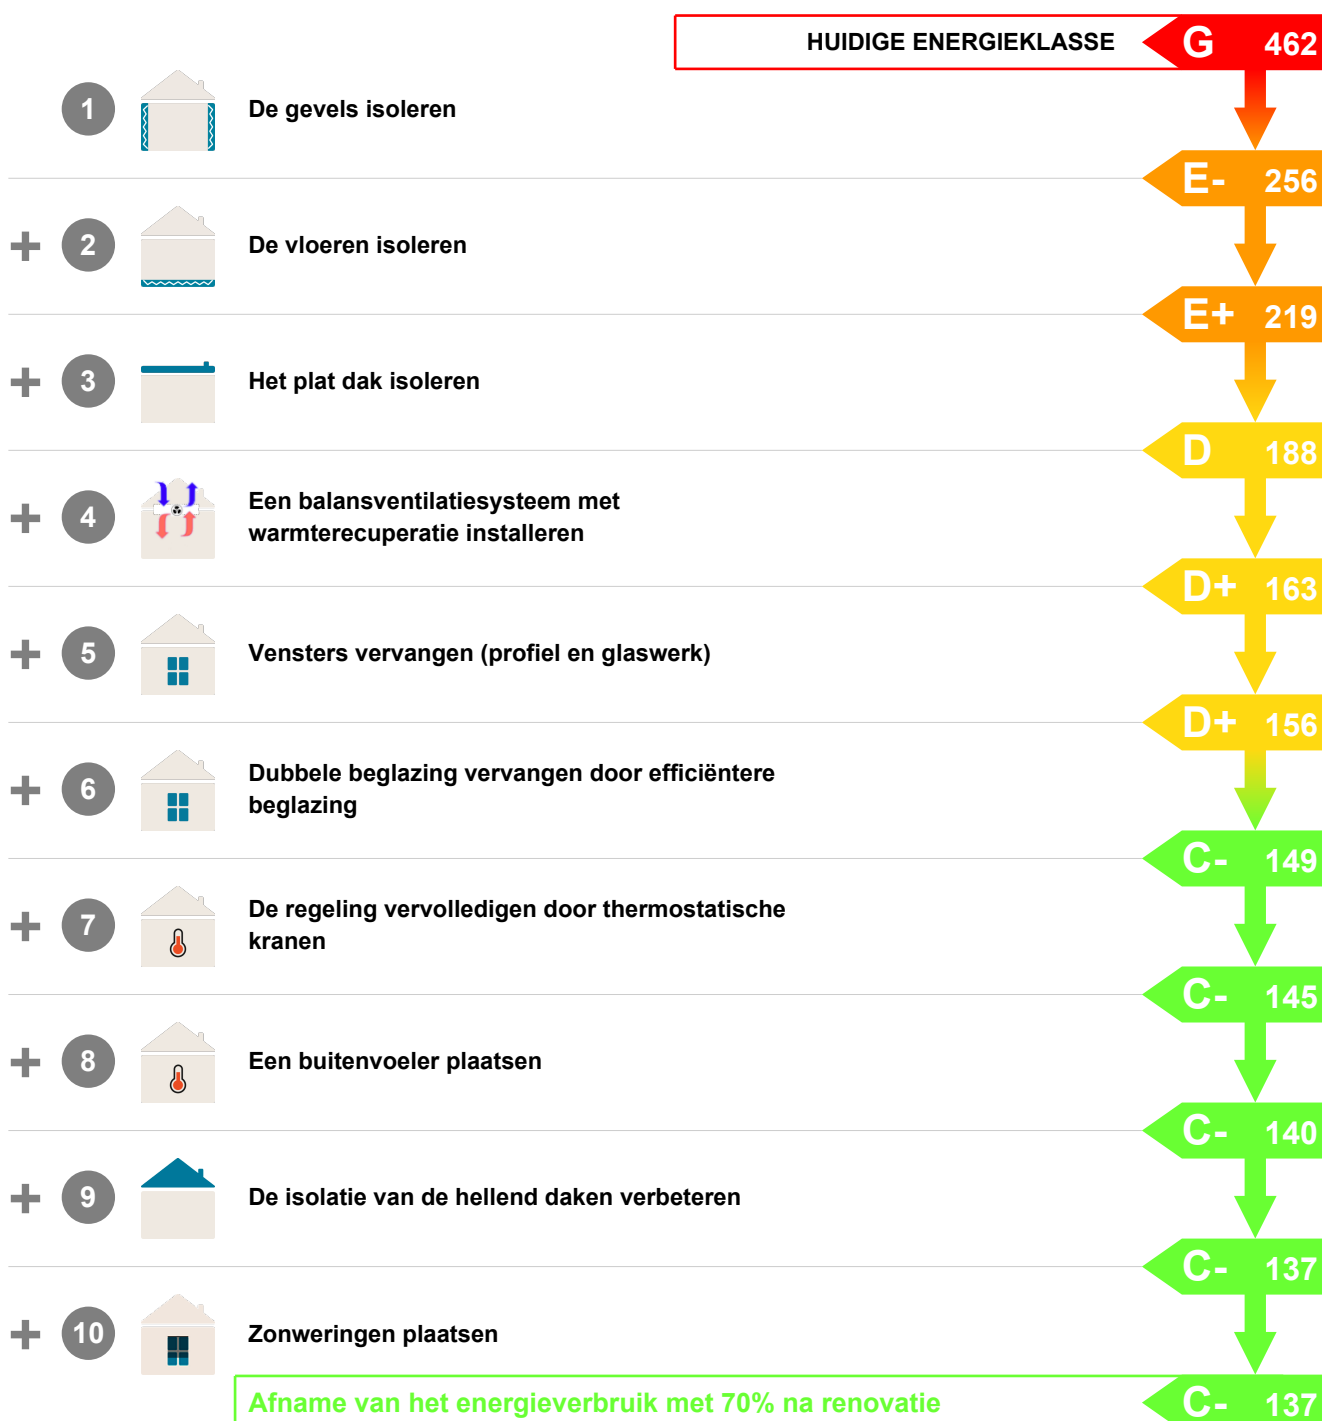 HUIDIGE ENERGIEKLASSE G 462
1 De gevels isoleren
E- 256
+ 2 De vloeren isoleren
E+ 219
+ 3 Het plat dak isoleren
D 188
+ 4 Een balansventilatiesysteem met
warmterecuperatie installeren
D+ 163
+ 5 Vensters vervangen (profiel en glaswerk)
D+ 156
+ 6 Dubbele beglazing vervangen door efficiëntere
beglazing
C- 149
+ 7 De regeling vervolledigen door thermostatische
kranen
C- 145
+ 8 Een buitenvoeler plaatsen
C- 140
+ 9 De isolatie van de hellend daken verbeteren
C- 137
+ 10 Zonweringen plaatsen
Afname van het energieverbruik met 70% na renovatie C- 137